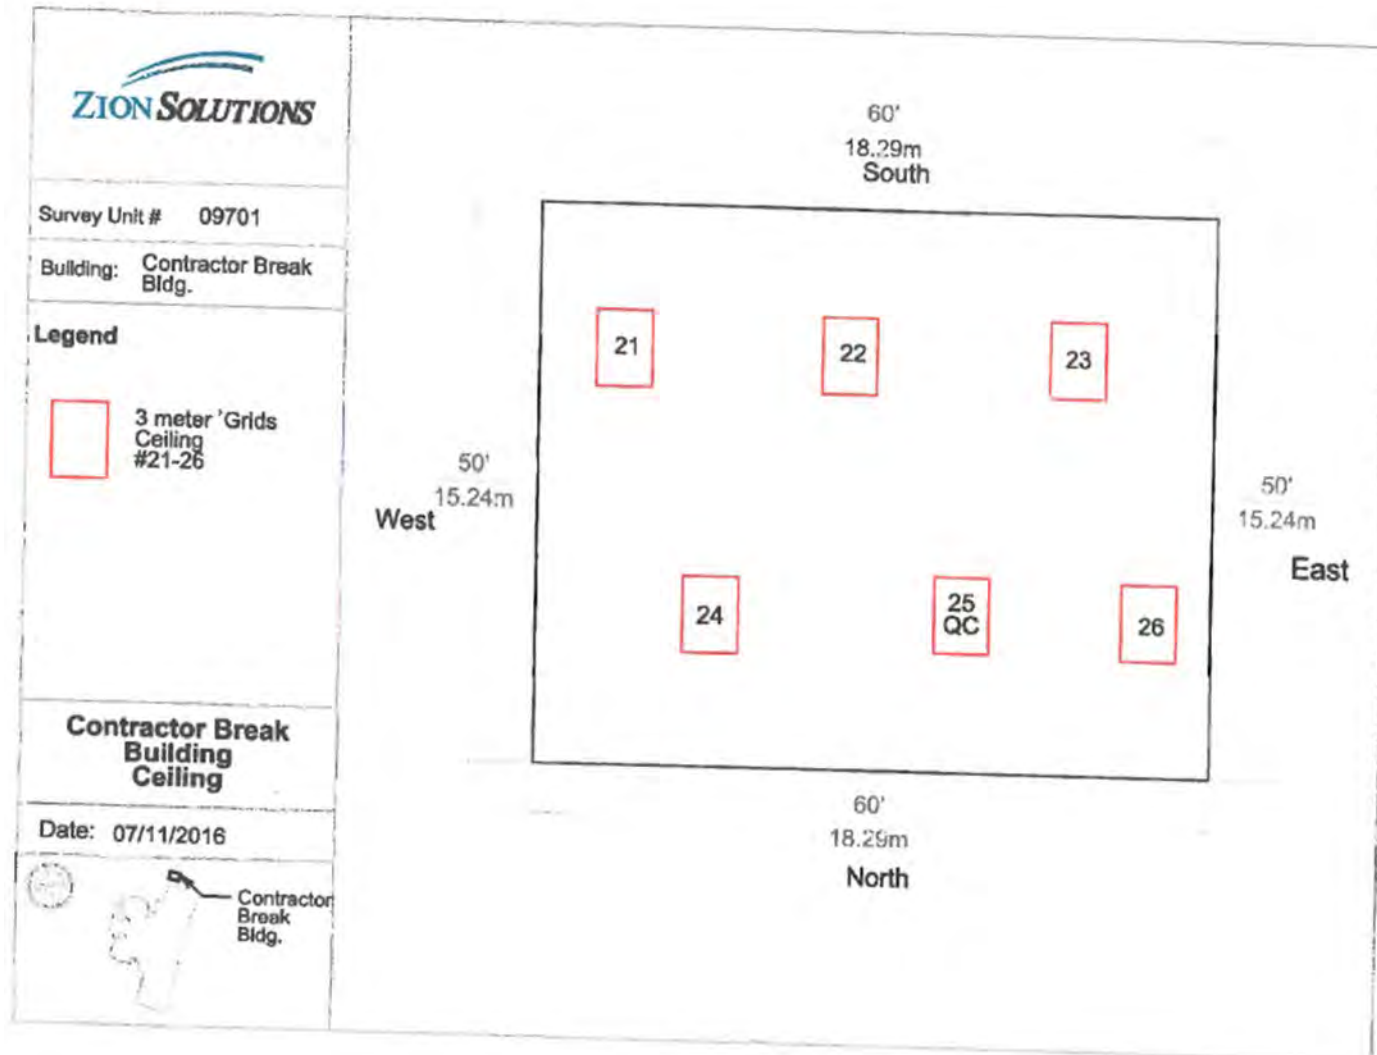 ZIONSOLUTIONS
Survey Unit # 09701
Building: Contractor Break
Bldg.
Legend
3 meter 'Grids
Ceiling
#21-26
Contractor Break
Building
Ceiling
Date: 07/11/2016
Contractor
Break
Bldg.
60'
18.29m
South
21
22
23
50'
15.24m
West
50'
15.24m
East
24
25
QC
26
60'
18.29m
North